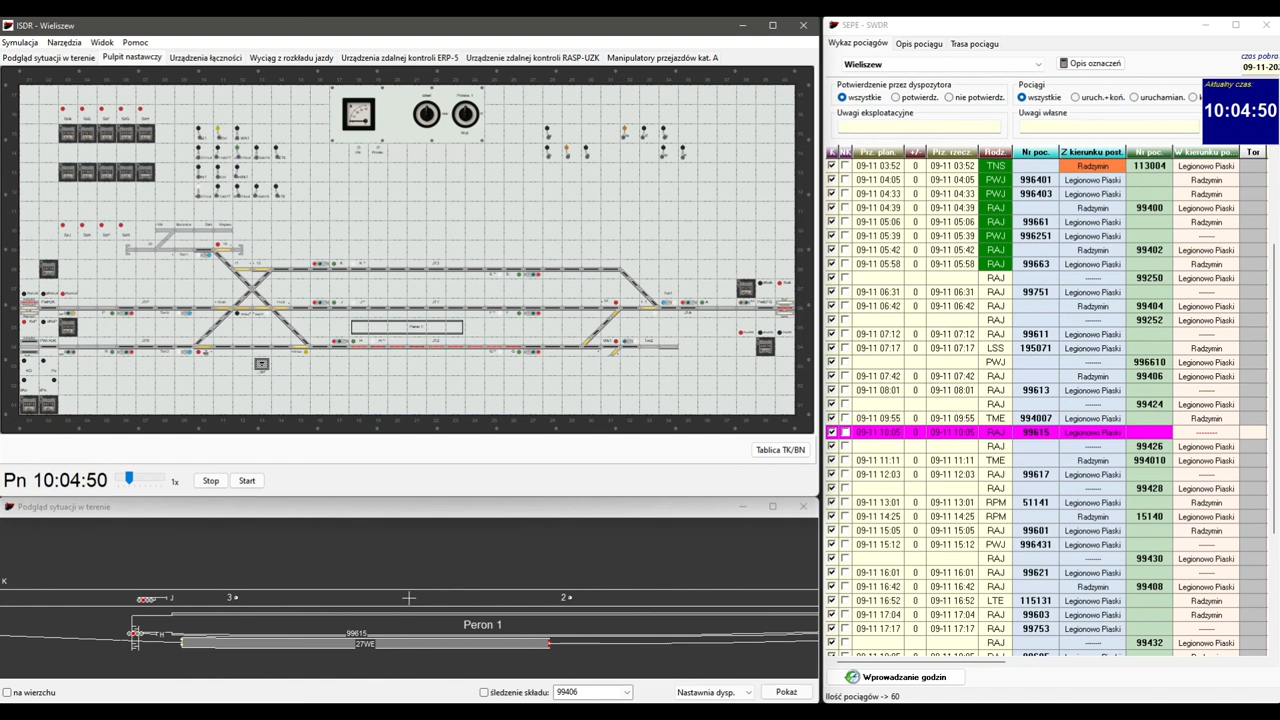 ISDR - Wieliszew
Symulacja Narzędzia Widok Pomoc
Podgląd sytuacji w terenie Pulpit nastawczy Urządzenia łączności Wyciąg z rozkładu jazdy Urządzenia zdalnej kontroli ERP-5 Urządzenia zdalnej kontroli RASP-UZK Manipulatory przejazdów kat. A
Peron 1
Tablica TK/BN
Pn 10:04:50 1x Stop Start
Podgląd sytuacji w terenie
K
J 3 2
Peron 1
H 99615
27WE
na wierzchu śledzenie składu: 99406 Nastawnia dysp. Pokaż
SEPE - SWDR
Wykaz pociągów Opis pociągu Trasa pociągu
czas pobra
Wieliszew Opis oznaczeń 09-11-202
Potwierdzenie przez dyspozytora Pociągi Aktualny czas:
wszystkie potwierdz. nie potwierdz. wszystkie uruch.+koń. uruchamian. 10:04:50
Uwagi eksploatacyjne Uwagi własne
K NK Prz. plan. +/- Prz. rzecz. Rodz. Nr poc. Z kierunku post. Nr poc. W kierunku po... Tor
09-11 03:52 0 09-11 03:52 TNS Radzymin 113004 Legionowo Piaski
09-11 04:05 0 09-11 04:05 PWJ 996401 Legionowo Piaski Radzymin
09-11 04:33 0 09-11 04:33 PWJ 996403 Legionowo Piaski Radzymin
09-11 04:39 0 09-11 04:39 RAJ Radzymin 99400 Legionowo Piaski
09-11 05:06 0 09-11 05:06 RAJ 99661 Legionowo Piaski Radzymin
09-11 05:39 0 09-11 05:39 PWJ 996251 Legionowo Piaski -------
09-11 05:42 0 09-11 05:42 RAJ Radzymin 99402 Legionowo Piaski
09-11 05:58 0 09-11 05:58 RAJ 99663 Legionowo Piaski Radzymin
RAJ ------- 99250 Legionowo Piaski
09-11 06:31 0 09-11 06:31 RAJ 99751 Legionowo Piaski Radzymin
09-11 06:42 0 09-11 06:42 RAJ Radzymin 99404 Legionowo Piaski
RAJ ------- 99252 Legionowo Piaski
09-11 07:12 0 09-11 07:12 RAJ 99611 Legionowo Piaski Radzymin
09-11 07:17 0 09-11 07:17 LSS 195071 Legionowo Piaski Radzymin
PWJ ------- 996610 Legionowo Piaski
09-11 07:42 0 09-11 07:42 RAJ Radzymin 99406 Legionowo Piaski
09-11 08:01 0 09-11 08:01 RAJ 99613 Legionowo Piaski -------
RAJ ------- 99424 Legionowo Piaski
09-11 09:55 0 09-11 09:55 TME 994007 Legionowo Piaski Radzymin
09-11 10:05 0 09-11 10:05 RAJ 99615 Legionowo Piaski -------
RAJ ------- 99426 Legionowo Piaski
09-11 11:11 0 09-11 11:11 TME Radzymin 994010 Legionowo Piaski
09-11 12:03 0 09-11 12:03 RAJ 99617 Legionowo Piaski -------
RAJ ------- 99428 Legionowo Piaski
09-11 13:01 0 09-11 13:01 RPM 51141 Legionowo Piaski Radzymin
09-11 14:25 0 09-11 14:25 RPM Radzymin 15140 Legionowo Piaski
09-11 15:05 0 09-11 15:05 RAJ 99601 Legionowo Piaski Radzymin
09-11 15:12 0 09-11 15:12 PWJ 996431 Legionowo Piaski Radzymin
RAJ ------- 99430 Legionowo Piaski
09-11 16:01 0 09-11 16:01 RAJ 99621 Legionowo Piaski -------
09-11 16:42 0 09-11 16:42 RAJ Radzymin 99408 Legionowo Piaski
09-11 16:52 0 09-11 16:52 LTE 115131 Legionowo Piaski Radzymin
09-11 17:04 0 09-11 17:04 RAJ 99603 Legionowo Piaski Radzymin
09-11 17:17 0 09-11 17:17 RAJ 99753 Legionowo Piaski Radzymin
RAJ ------- 99432 Legionowo Piaski
Wprowadzanie godzin
Ilość pociągów -> 60